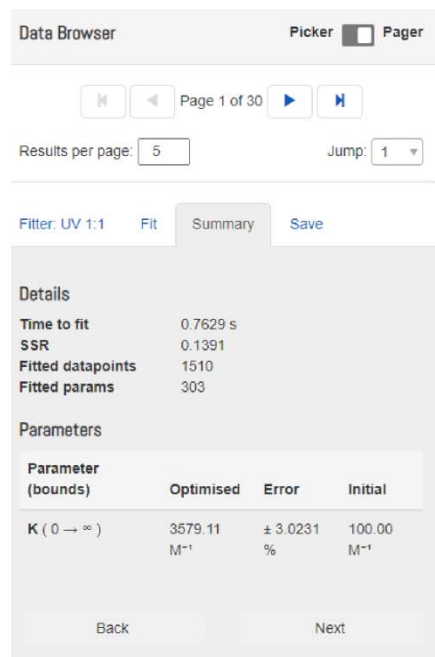 Data Browser Picker Pager
Page 1 of 30
Results per page: 5 Jump: 1
Fitter: UV 1:1 Fit Summary Save
Details
Time to fit 0.7629 s
SSR 0.1391
Fitted datapoints 1510
Fitted params 303
Parameters
Parameter
(bounds) Optimised Error Initial
K ( 0 → ∞ ) 3579.11 ± 3.0231 100.00
M⁻¹ % M⁻¹
Back Next